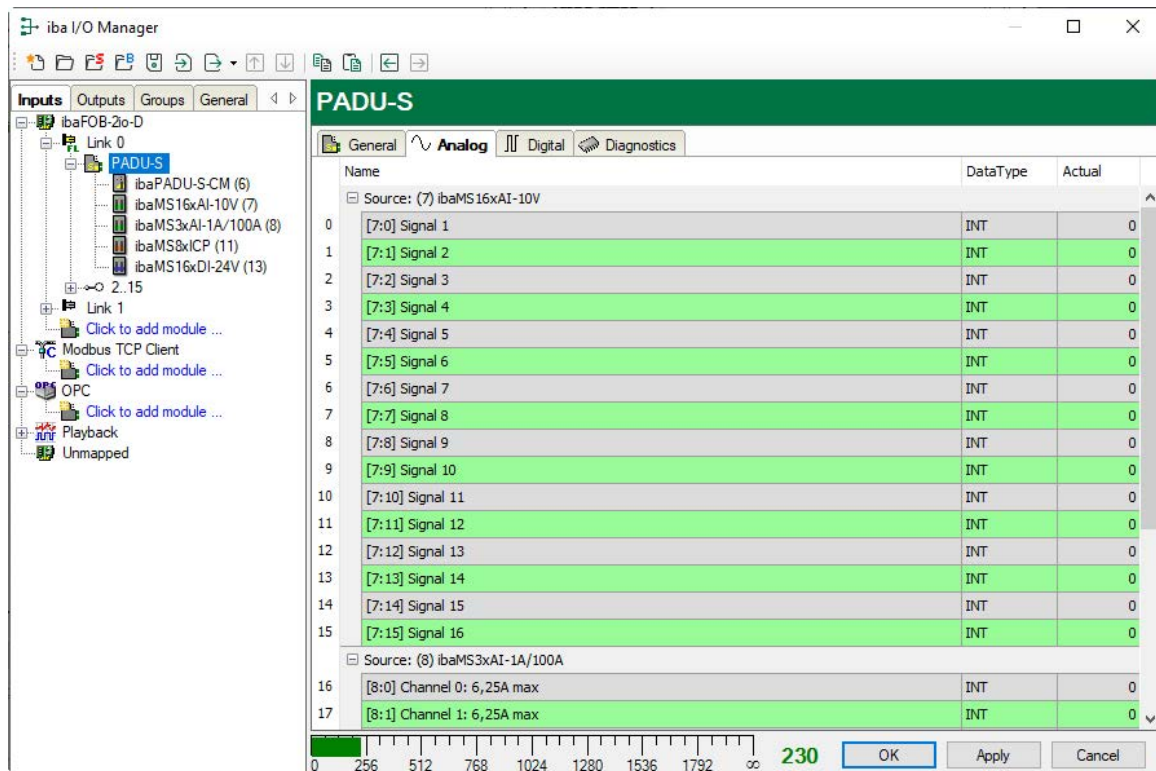 iba I/O Manager
Inputs Outputs Groups General
ibaFOB-2io-D
Link 0
PADU-S
ibaPADU-S-CM (6)
ibaMS16xAI-10V (7)
ibaMS3xAI-1A/100A (8)
ibaMS8xICP (11)
ibaMS16xDI-24V (13)
2..15
Link 1
Click to add module ...
Modbus TCP Client
Click to add module ...
OPC
Click to add module ...
Playback
Unmapped
PADU-S
General Analog Digital Diagnostics
Name DataType Actual
Source: (7) ibaMS16xAI-10V
0 [7:0] Signal 1 INT 0
1 [7:1] Signal 2 INT 0
2 [7:2] Signal 3 INT 0
3 [7:3] Signal 4 INT 0
4 [7:4] Signal 5 INT 0
5 [7:5] Signal 6 INT 0
6 [7:6] Signal 7 INT 0
7 [7:7] Signal 8 INT 0
8 [7:8] Signal 9 INT 0
9 [7:9] Signal 10 INT 0
10 [7:10] Signal 11 INT 0
11 [7:11] Signal 12 INT 0
12 [7:12] Signal 13 INT 0
13 [7:13] Signal 14 INT 0
14 [7:14] Signal 15 INT 0
15 [7:15] Signal 16 INT 0
Source: (8) ibaMS3xAI-1A/100A
16 [8:0] Channel 0: 6,25A max INT 0
17 [8:1] Channel 1: 6,25A max INT 0
0 256 512 768 1024 1280 1536 1792 ∞ 230 OK Apply Cancel